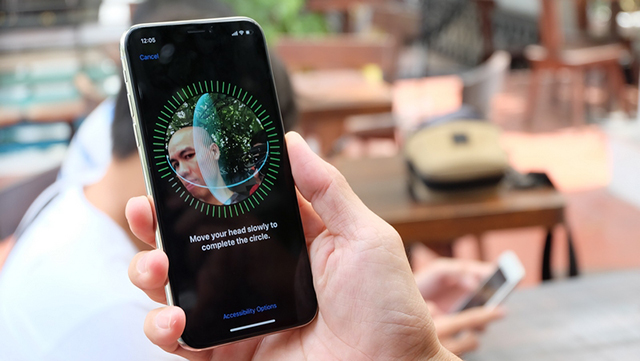 12:05
Cancel
Move your head slowly to
complete the circle.
Accessibility Options